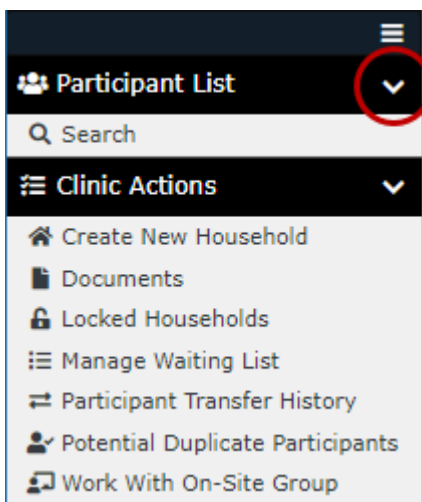 Participant List
Search
Clinic Actions
Create New Household
Documents
Locked Households
Manage Waiting List
Participant Transfer History
Potential Duplicate Participants
Work With On-Site Group